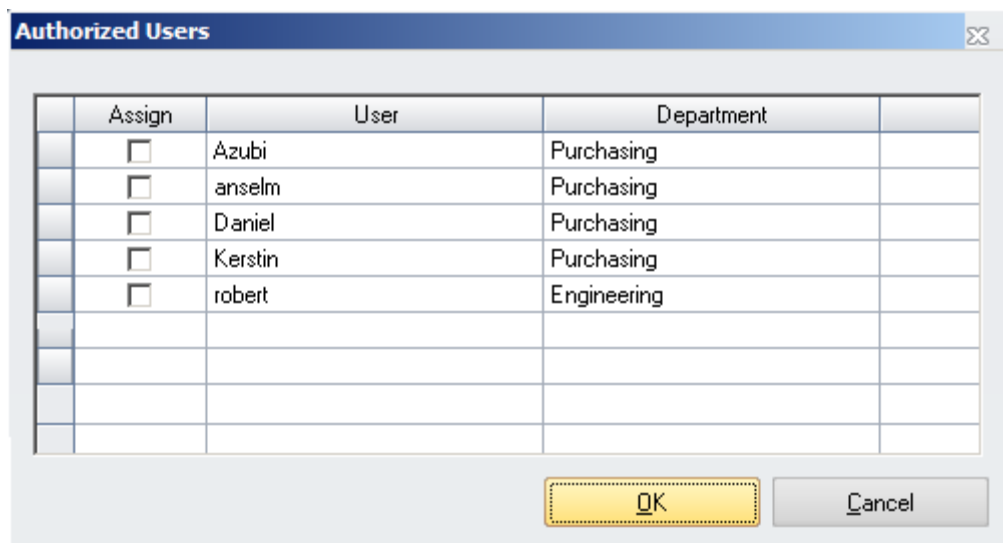 Authorized Users
Assign User Department
Azubi Purchasing
anselm Purchasing
Daniel Purchasing
Kerstin Purchasing
robert Engineering
OK Cancel